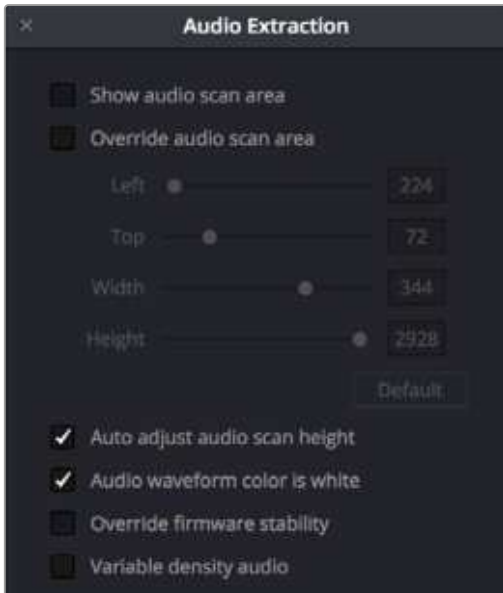 Audio Extraction
Show audio scan area
Override audio scan area
Left 224
Top 72
Width 344
Height 2928
Default
Auto adjust audio scan height
Audio waveform color is white
Override firmware stability
Variable density audio